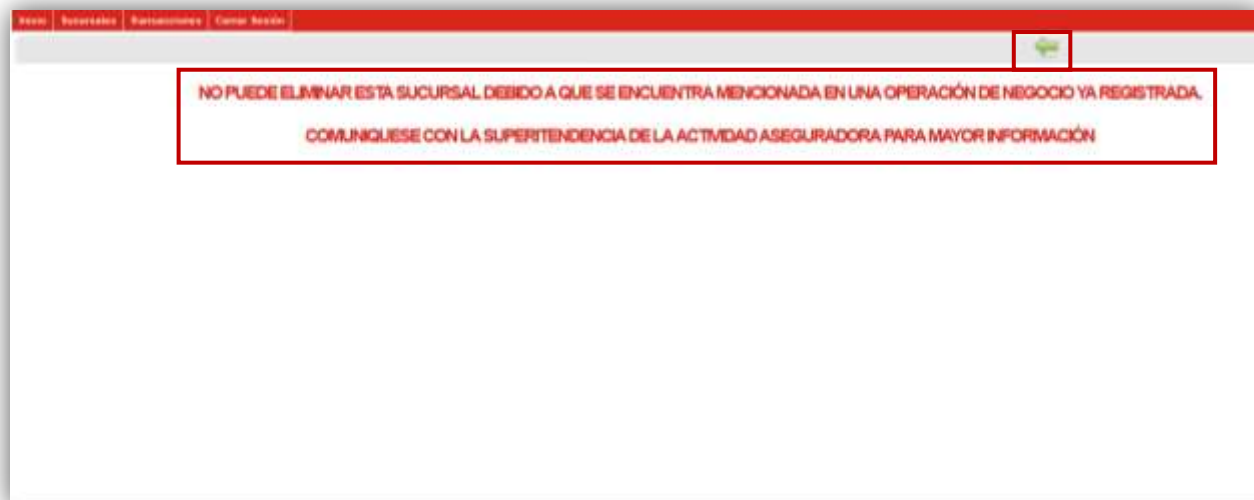 Inicio Sucursales Transacciones Cerrar Sesión
NO PUEDE ELIMINAR ESTA SUCURSAL DEBIDO A QUE SE ENCUENTRA MENCIONADA EN UNA OPERACIÓN DE NEGOCIO YA REGISTRADA.
COMUNIQUESE CON LA SUPERITENDENCIA DE LA ACTIVIDAD ASEGURADORA PARA MAYOR INFORMACIÓN